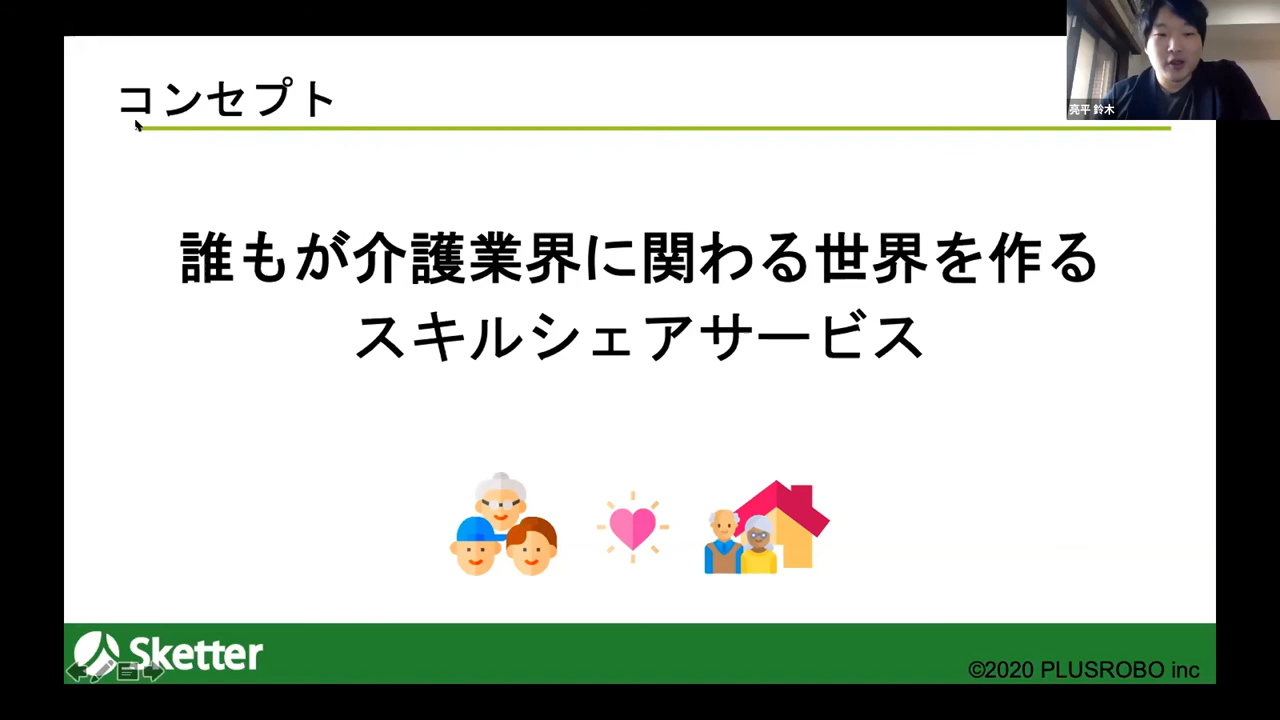 コンセプト
亮平 鈴木
誰もが介護業界に関わる世界を作る
スキルシェアサービス
Sketter
©2020 PLUSROBO inc